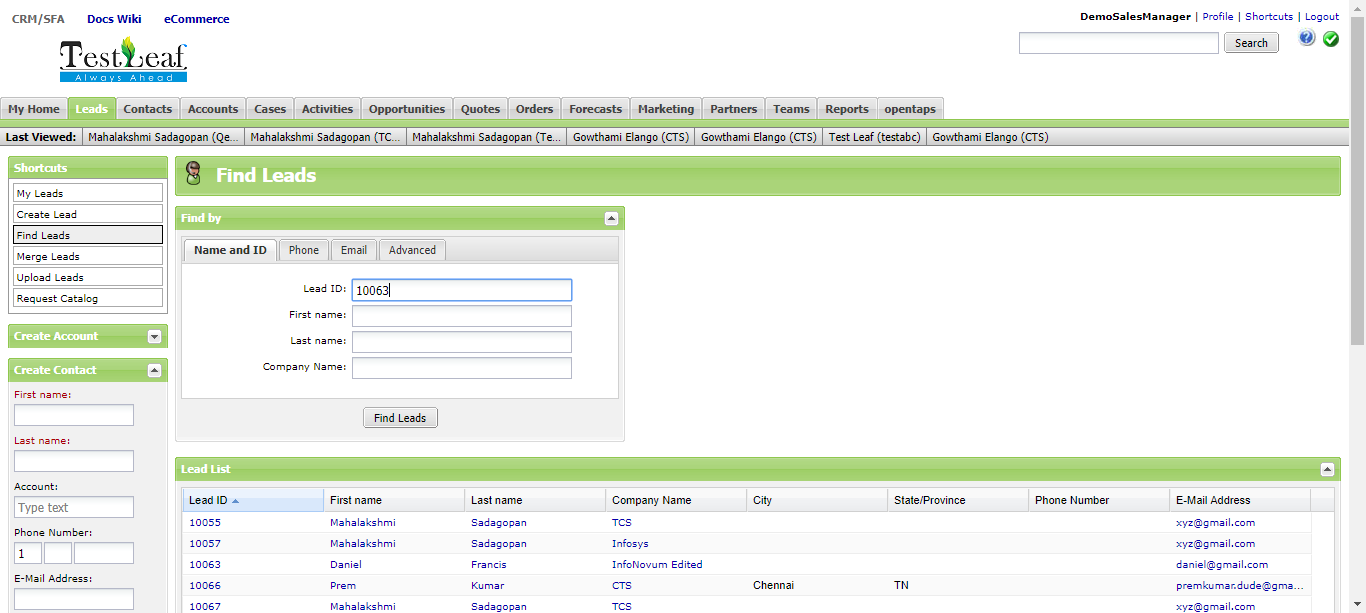 CRM/SFA Docs Wiki eCommerce
DemoSalesManager | Profile | Shortcuts | Logout
TestLeaf
Always Ahead
Search
My Home Leads Contacts Accounts Cases Activities Opportunities Quotes Orders Forecasts Marketing Partners Teams Reports opentaps
Last Viewed: Mahalakshmi Sadagopan (Qe... Mahalakshmi Sadagopan (TC... Mahalakshmi Sadagopan (Te... Gowthami Elango (CTS) Gowthami Elango (CTS) Test Leaf (testabc) Gowthami Elango (CTS)
Shortcuts
My Leads
Create Lead
Find Leads
Merge Leads
Upload Leads
Request Catalog
Create Account
Create Contact
First name:
Last name:
Account:
Type text
Phone Number:
1
E-Mail Address:
Find Leads
Find by
Name and ID Phone Email Advanced
Lead ID: 10063
First name:
Last name:
Company Name:
Find Leads
Lead List
Lead ID First name Last name Company Name City State/Province Phone Number E-Mail Address
10055 Mahalakshmi Sadagopan TCS xyz@gmail.com
10057 Mahalakshmi Sadagopan Infosys xyz@gmail.com
10063 Daniel Francis InfoNovum Edited daniel@gmail.com
10066 Prem Kumar CTS Chennai TN premkumar.dude@gma...
10067 Mahalakshmi Sadagopan TCS xyz@gmail.com